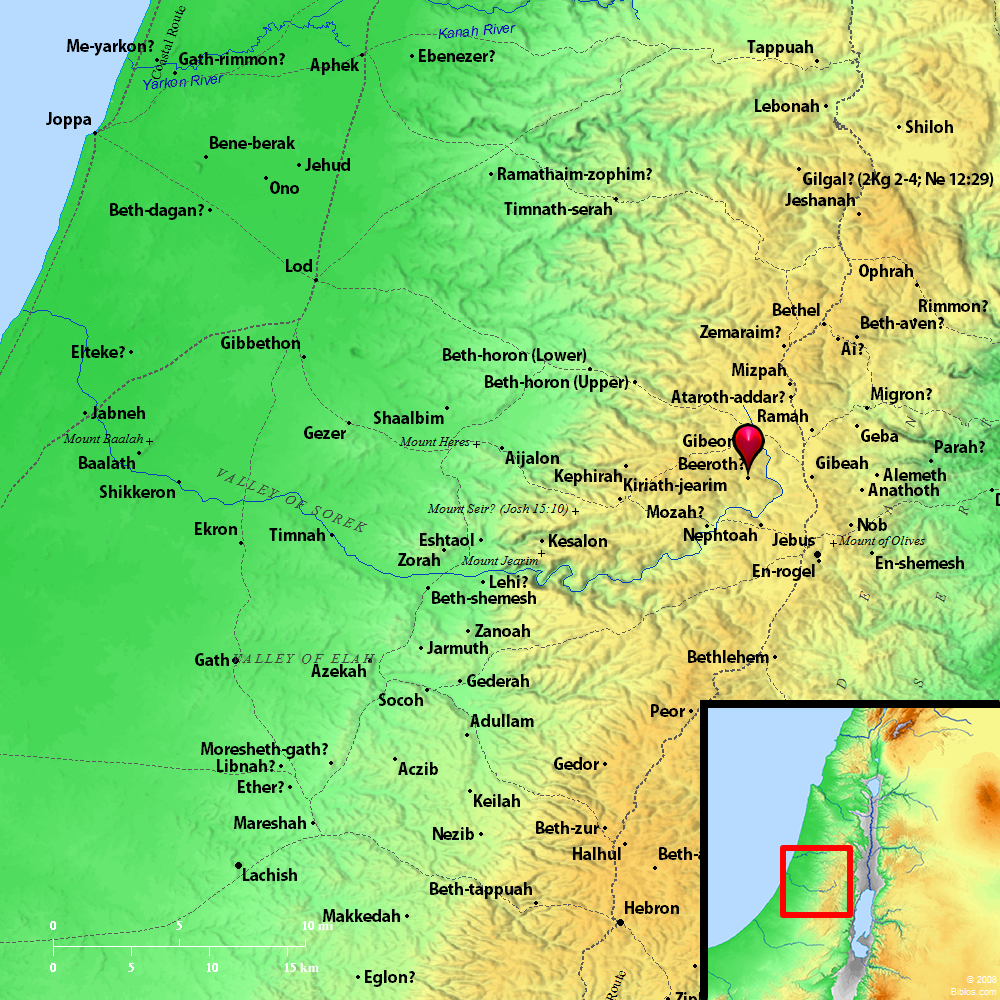 Kanah River
Me-yarkon?
Coastal Route
Gath-rimmon?
Aphek
Ebenezer?
Tappuah
Yarkon River
Lebonah
Joppa
Shiloh
Bene-berak
Jehud
Ono
Ramathaim-zophim?
Gilgal? (2Kg 2-4; Ne 12:29)
Jeshanah
Beth-dagan?
Timnath-serah
Lod
Ophrah
Rimmon?
Bethel
Beth-aven?
Zemaraim?
Ai?
Gibbethon
Elteke?
Beth-horon (Lower)
Beth-horon (Upper)
Mizpah
Ataroth-addar?
Migron?
Ramah
Jabneh
Shaalbim
Gezer
Mount Baalah
Mount Heres
Gibeon
Geba
Parah?
Baalath
Aijalon
Beeroth?
Gibeah
Alemeth
Kephirah
Kiriath-jearim
Anathoth
Shikkeron
VALLEY OF SOREK
Mount Seir? (Josh 15:10)
Mozah?
Ekron
Timnah
Eshtaol
Kesalon
Nephtoah
Jebus
Nob
Mount of Olives
Zorah
Mount Jearim
En-rogel
En-shemesh
Lehi?
Beth-shemesh
Zanoah
Jarmuth
Gath
VALLEY OF ELAH
Azekah
Bethlehem
Gederah
Socoh
Peor
Adullam
Moresheth-gath?
Libnah?
Aczib
Gedor
Ether?
Keilah
Mareshah
Nezib
Beth-zur
Halhul
Beth-
Lachish
Beth-tappuah
Makkedah
Hebron
0 5 10 mi
0 5 10 15 km
Eglon?
Route
Zip
© 2008
Biblos.com